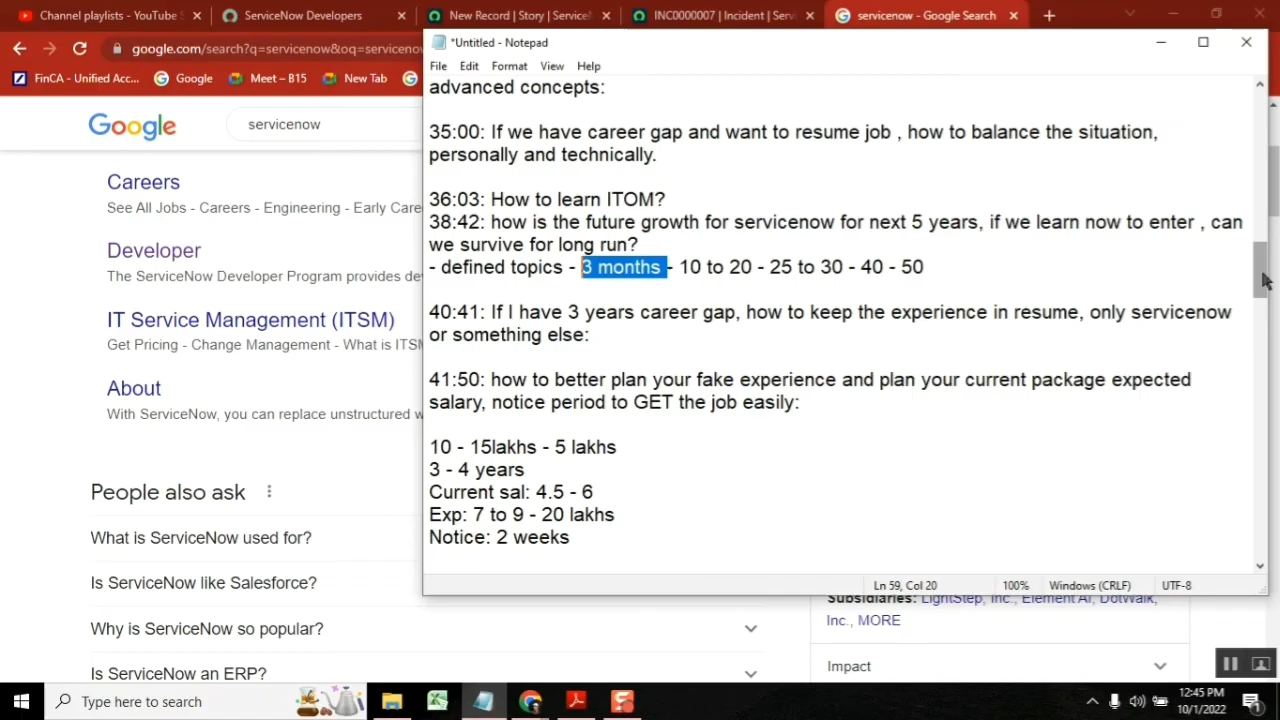 Channel playlists - YouTube S
ServiceNow Developers
New Record | Story | Service
INC0000007 | Incident | Servi
servicenow - Google Search
google.com/search?q=servicenow&oq=serviceno
FinCA - Unified Acc...
Google
Meet – B15
New Tab
*Untitled - Notepad
File Edit Format View Help
advanced concepts:
35:00: If we have career gap and want to resume job , how to balance the situation,
personally and technically.
36:03: How to learn ITOM?
38:42: how is the future growth for servicenow for next 5 years, if we learn now to enter , can
we survive for long run?
- defined topics - 3 months - 10 to 20 - 25 to 30 - 40 - 50
40:41: If I have 3 years career gap, how to keep the experience in resume, only servicenow
or something else:
41:50: how to better plan your fake experience and plan your current package expected
salary, notice period to GET the job easily:
10 - 15lakhs - 5 lakhs
3 - 4 years
Current sal: 4.5 - 6
Exp: 7 to 9 - 20 lakhs
Notice: 2 weeks
Ln 59, Col 20
100%
Windows (CRLF)
UTF-8
Google
servicenow
Careers
See All Jobs - Careers - Engineering - Early Care
Developer
The ServiceNow Developer Program provides de
IT Service Management (ITSM)
Get Pricing - Change Management - What is ITS
About
With ServiceNow, you can replace unstructured w
People also ask
What is ServiceNow used for?
Is ServiceNow like Salesforce?
Why is ServiceNow so popular?
Is ServiceNow an ERP?
Subsidiaries: LightStep, Inc., Element AI, DotWalk,
Inc., MORE
Impact
Type here to search
12:45 PM
10/1/2022